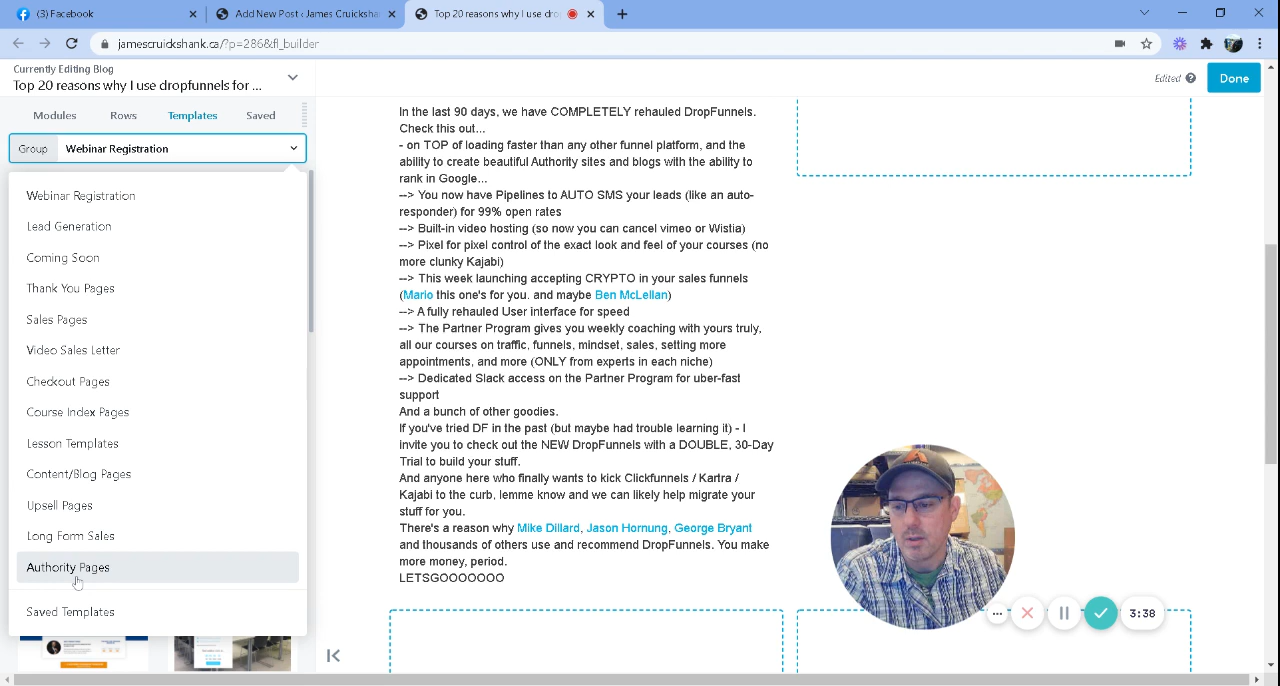 (3) Facebook
Add New Post ‹ James Cruicksha
Top 20 reasons why I use dro
jamescruickshank.ca/?p=286&fl_builder
Currently Editing Blog
Top 20 reasons why I use dropfunnels for ...
Edited
Done
Modules
Rows
Templates
Saved
Group
Webinar Registration
Webinar Registration
Lead Generation
Coming Soon
Thank You Pages
Sales Pages
Video Sales Letter
Checkout Pages
Course Index Pages
Lesson Templates
Content/Blog Pages
Upsell Pages
Long Form Sales
Authority Pages
Saved Templates
In the last 90 days, we have COMPLETELY rehauled DropFunnels.
Check this out...
- on TOP of loading faster than any other funnel platform, and the
ability to create beautiful Authority sites and blogs with the ability to
rank in Google...
--> You now have Pipelines to AUTO SMS your leads (like an auto-
responder) for 99% open rates
--> Built-in video hosting (so now you can cancel vimeo or Wistia)
--> Pixel for pixel control of the exact look and feel of your courses (no
more clunky Kajabi)
--> This week launching accepting CRYPTO in your sales funnels
(Mario this one's for you. and maybe Ben McLellan)
--> A fully rehauled User interface for speed
--> The Partner Program gives you weekly coaching with yours truly,
all our courses on traffic, funnels, mindset, sales, setting more
appointments, and more (ONLY from experts in each niche)
--> Dedicated Slack access on the Partner Program for uber-fast
support
And a bunch of other goodies.
If you've tried DF in the past (but maybe had trouble learning it) - I
invite you to check out the NEW DropFunnels with a DOUBLE, 30-Day
Trial to build your stuff.
And anyone here who finally wants to kick Clickfunnels / Kartra /
Kajabi to the curb, lemme know and we can likely help migrate your
stuff for you.
There's a reason why Mike Dillard, Jason Hornung, George Bryant
and thousands of others use and recommend DropFunnels. You make
more money, period.
LETSGOOOOOOO
3:38